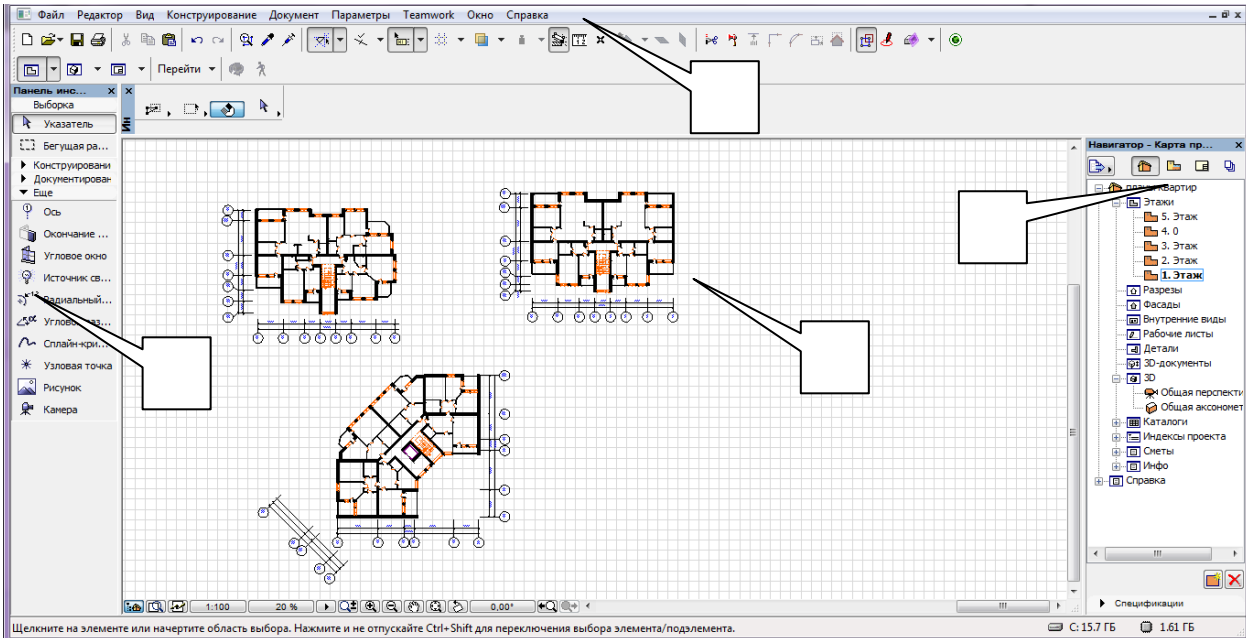 Файл Редактор Вид Конструирование Документ Параметры Teamwork Окно Справка
Перейти
Панель инс...
Выборка
Ин
Указатель
Бегущая ра...
Конструировани
Документирован
Еще
Ось
Окончание ...
Угловое окно
Источник св...
Радиальный...
Сплайн-кри...
Узловая точка
Рисунок
Камера
Навигатор - Карта пр...
Этажи
5. Этаж
4. 0
3. Этаж
2. Этаж
1. Этаж
Разрезы
Фасады
Внутренние виды
Рабочие листы
Детали
3D-документы
3D
Общая перспекти
Общая аксономет
Каталоги
Индексы проекта
Сметы
Инфо
Справка
Спецификации
1:100 20 % 0,00°
Щелкните на элементе или начертите область выбора. Нажмите и не отпускайте Ctrl+Shift для переключения выбора элемента/подэлемента. C: 15.7 ГБ 1.61 ГБ